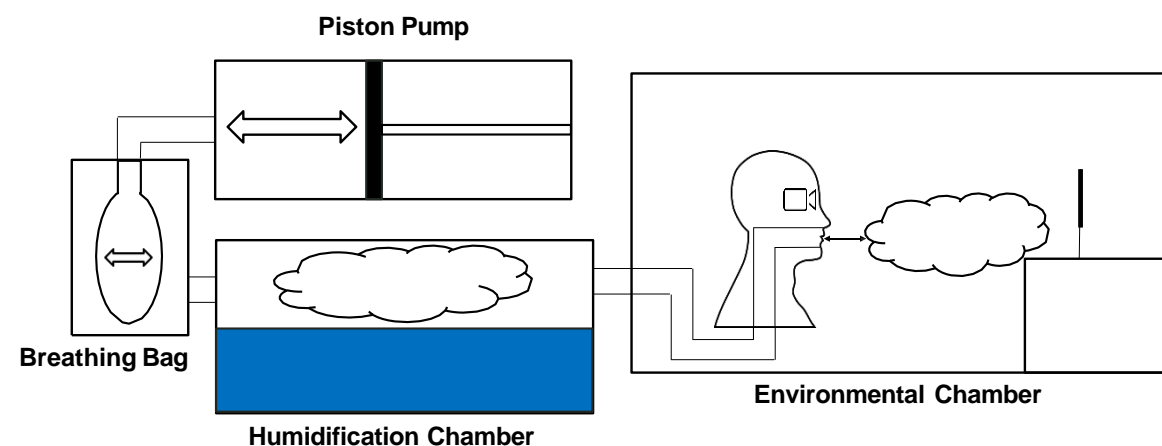 Piston Pump
Breathing Bag
Environmental Chamber
Humidification Chamber